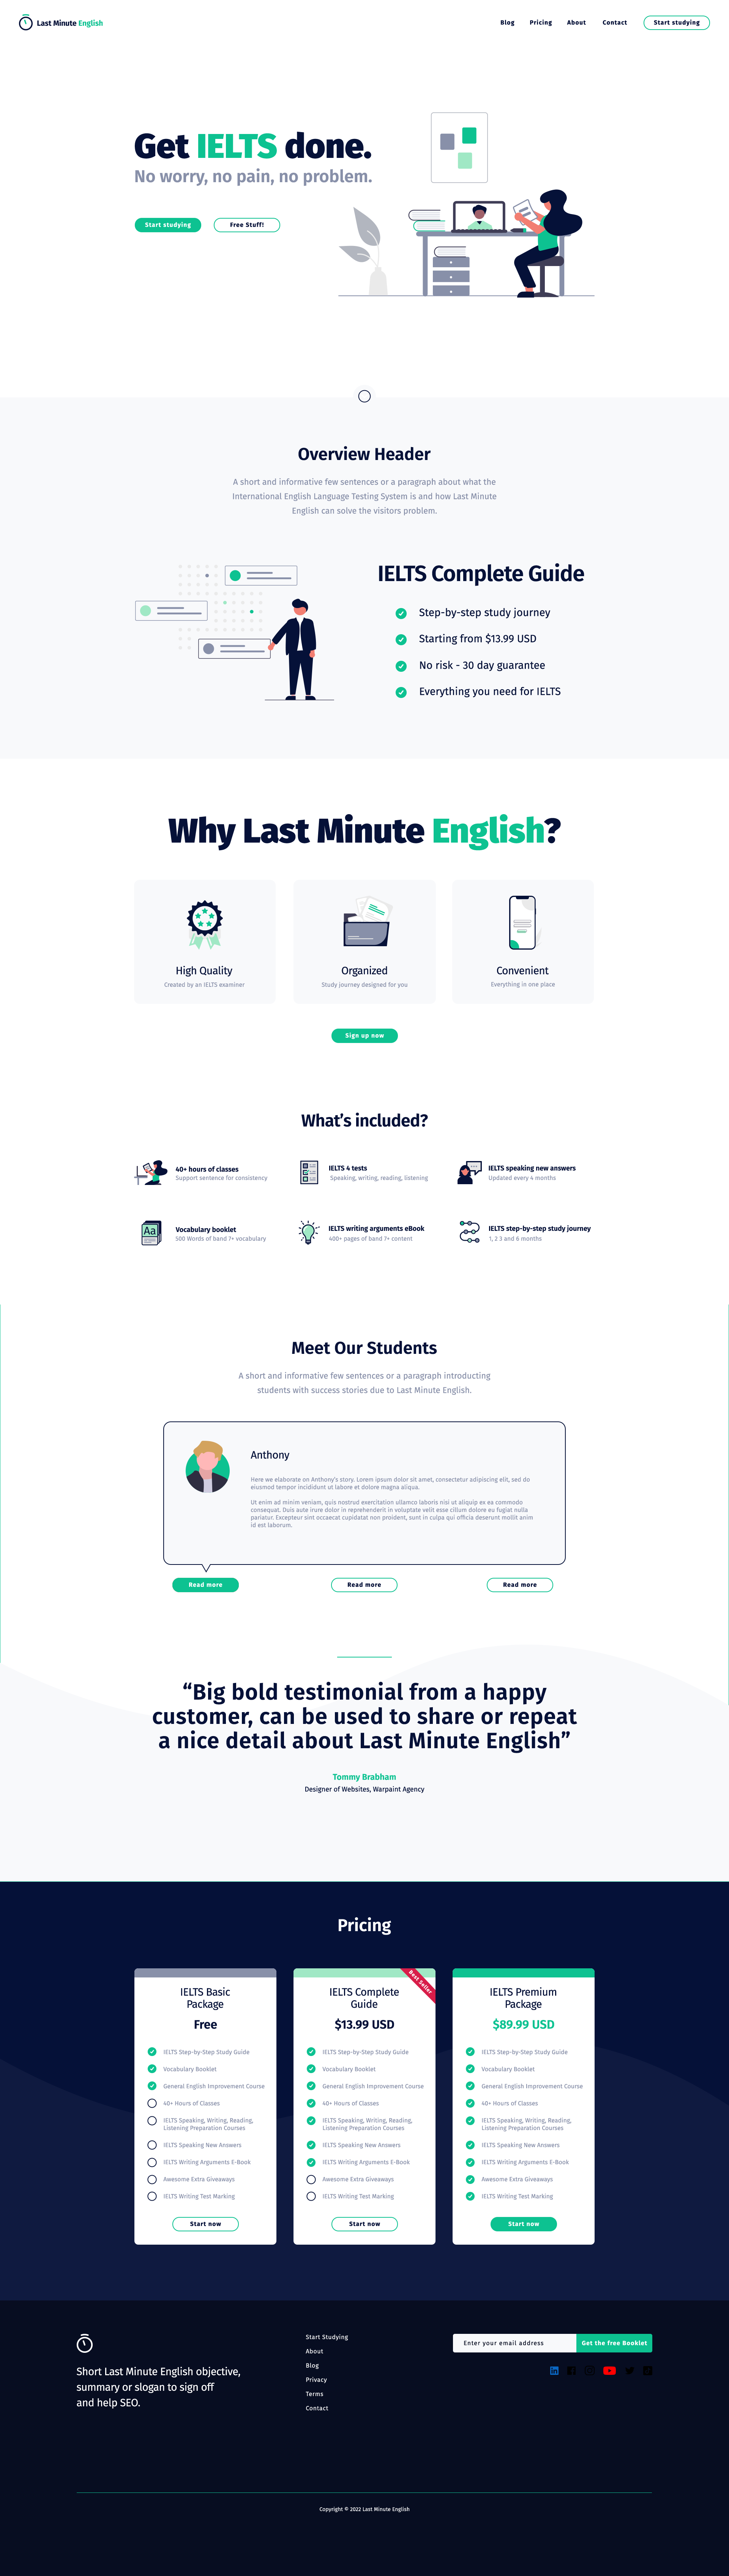 Last Minute English
Blog
Pricing
About
Contact
Start studying
Get IELTS done.
No worry, no pain, no problem.
Start studying
Free Stuff!
Overview Header
A short and informative few sentences or a paragraph about what the
International English Language Testing System is and how Last Minute
English can solve the visitors problem.
IELTS Complete Guide
Step-by-step study journey
Starting from $13.99 USD
No risk - 30 day guarantee
Everything you need for IELTS
Why Last Minute English?
High Quality
Created by an IELTS examiner
Organized
Study journey designed for you
Convenient
Everything in one place
Sign up now
What's included?
40+ hours of classes
Support sentence for consistency
IELTS 4 tests
Speaking, writing, reading, listening
IELTS speaking new answers
Updated every 4 months
Aa
Vocabulary booklet
500 Words of band 7+ vocabulary
IELTS writing arguments eBook
400+ pages of band 7+ content
IELTS step-by-step study journey
1, 2 3 and 6 months
Meet Our Students
A short and informative few sentences or a paragraph introducing
students with success stories due to Last Minute English.
Anthony
Here we elaborate on Anthony's story. Lorem ipsum dolor sit amet, consectetur adipiscing elit, sed do
eiusmod tempor incididunt ut labore et dolore magna aliqua.
Ut enim ad minim veniam, quis nostrud exercitation ullamco laboris nisi ut aliquip ex ea commodo
consequat. Duis aute irure dolor in reprehenderit in voluptate velit esse cillum dolore eu fugiat nulla
pariatur. Excepteur sint occaecat cupidatat non proident, sunt in culpa qui officia deserunt mollit anim
id est laborum.
Read more
Read more
Read more
“Big bold testimonial from a happy
customer, can be used to share or repeat
a nice detail about Last Minute English”
Tommy Brabham
Designer of Websites, Warpaint Agency
Pricing
IELTS Basic
Package
Free
IELTS Step-by-Step Study Guide
Vocabulary Booklet
General English Improvement Course
40+ Hours of Classes
IELTS Speaking, Writing, Reading,
Listening Preparation Courses
IELTS Speaking New Answers
IELTS Writing Arguments E-Book
Awesome Extra Giveaways
IELTS Writing Test Marking
Start now
Best Seller
IELTS Complete
Guide
$13.99 USD
IELTS Step-by-Step Study Guide
Vocabulary Booklet
General English Improvement Course
40+ Hours of Classes
IELTS Speaking, Writing, Reading,
Listening Preparation Courses
IELTS Speaking New Answers
IELTS Writing Arguments E-Book
Awesome Extra Giveaways
IELTS Writing Test Marking
Start now
IELTS Premium
Package
$89.99 USD
IELTS Step-by-Step Study Guide
Vocabulary Booklet
General English Improvement Course
40+ Hours of Classes
IELTS Speaking, Writing, Reading,
Listening Preparation Courses
IELTS Speaking New Answers
IELTS Writing Arguments E-Book
Awesome Extra Giveaways
IELTS Writing Test Marking
Start now
Short Last Minute English objective,
summary or slogan to sign off
and help SEO.
Start Studying
About
Blog
Privacy
Terms
Contact
Enter your email address
Get the free Booklet
Copyright © 2022 Last Minute English